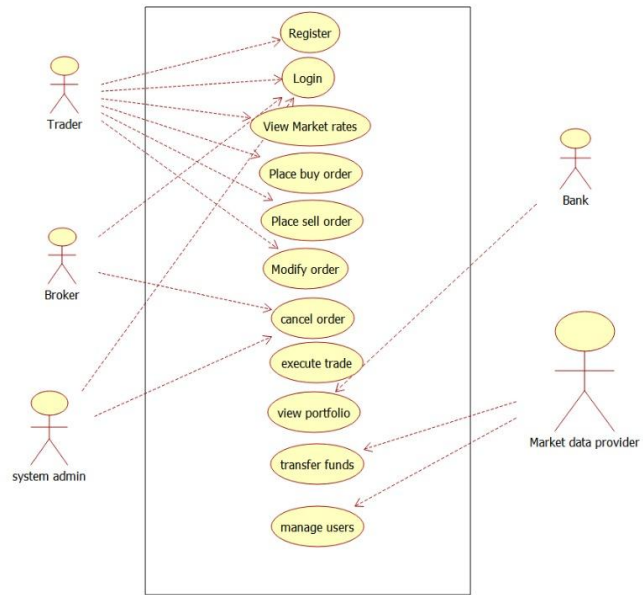 Register
Login
Trader
View Market rates
Place buy order
Bank
Place sell order
Modify order
Broker
cancel order
execute trade
view portfolio
Market data provider
transfer funds
system admin
manage users